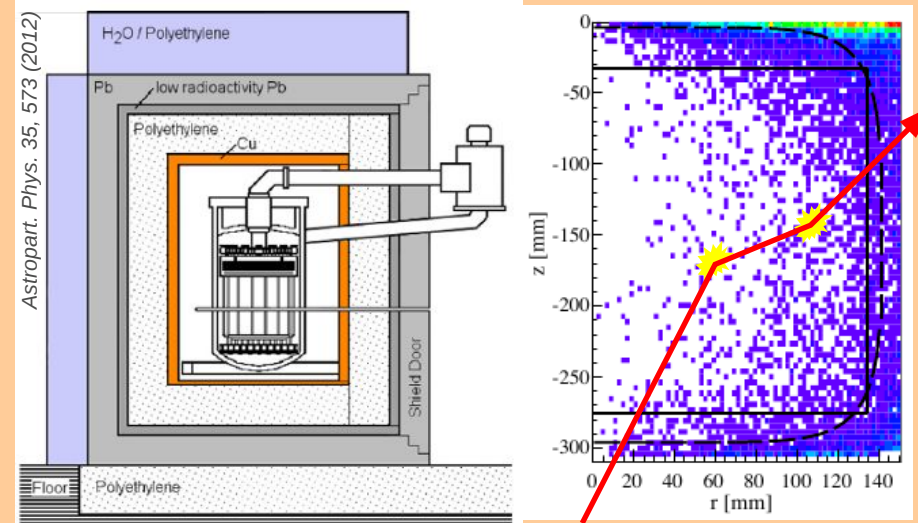 Astropart. Phys. 35, 573 (2012)
H2O / Polyethylene
Pb
low radioactivity Pb
Polyethylene
Cu
Shield Door
Floor
Polyethylene
z [mm]
0
-50
-100
-150
-200
-250
-300
0 20 40 60 80 100 120 140
r [mm]